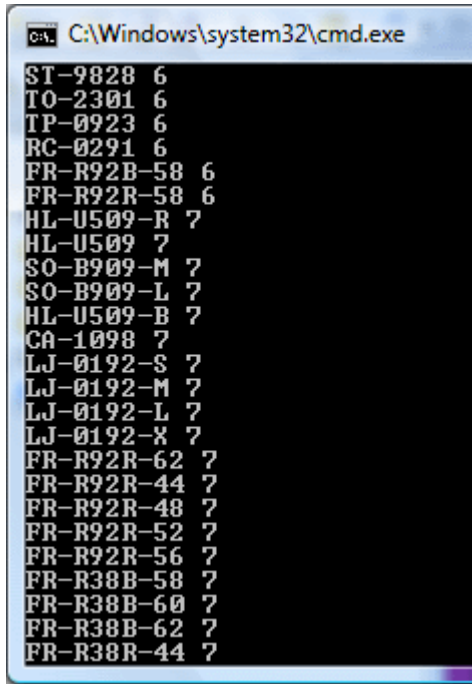 C:\Windows\system32\cmd.exe
ST-9828 6
TO-2301 6
TP-0923 6
RC-0291 6
FR-R92B-58 6
FR-R92R-58 6
HL-U509-R 7
HL-U509 7
SO-B909-M 7
SO-B909-L 7
HL-U509-B 7
CA-1098 7
LJ-0192-S 7
LJ-0192-M 7
LJ-0192-L 7
LJ-0192-X 7
FR-R92R-62 7
FR-R92R-44 7
FR-R92R-48 7
FR-R92R-52 7
FR-R92R-56 7
FR-R38B-58 7
FR-R38B-60 7
FR-R38B-62 7
FR-R38R-44 7